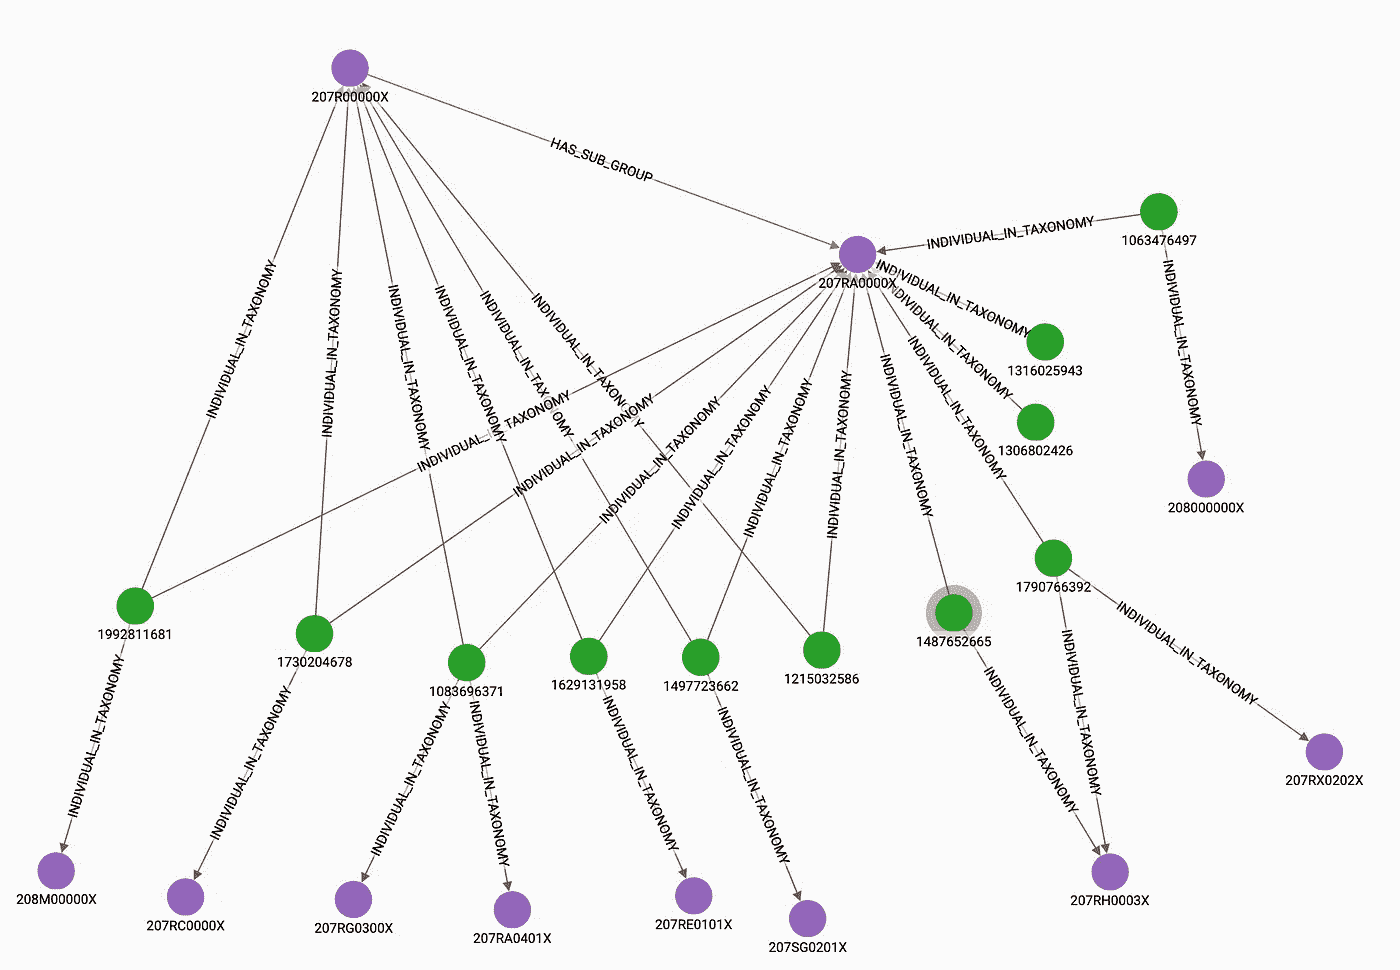 207R00000X
HAS_SUB_GROUP
INDIVIDUAL_IN_TAXONOMY
1063476497
INDIVIDUAL_IN_TAXONOMY
207RA0000X
INDIVIDUAL_IN_TAXONOMY
INDIVIDUAL_IN_TAXONOMY
1316025943
1306802426
208000000X
INDIVIDUAL_IN_TAXONOMY
INDIVIDUAL_IN_TAXONOMY
INDIVIDUAL_IN_TAXONOMY
INDIVIDUAL_IN_TAXONOMY
INDIVIDUAL_IN_TAXONOMY
INDIVIDUAL_IN_TAXONOMY
INDIVIDUAL_IN_TAXONOMY
INDIVIDUAL_IN_TAXONOMY
INDIVIDUAL_IN_TAXONOMY
INDIVIDUAL_IN_TAXONOMY
INDIVIDUAL_IN_TAXONOMY
INDIVIDUAL_IN_TAXONOMY
INDIVIDUAL_IN_TAXONOMY
INDIVIDUAL_IN_TAXONOMY
1992811681
1730204678
1083696371
1629131958
1497723662
1215032586
1487652665
1790766392
INDIVIDUAL_IN_TAXONOMY
INDIVIDUAL_IN_TAXONOMY
INDIVIDUAL_IN_TAXONOMY
INDIVIDUAL_IN_TAXONOMY
INDIVIDUAL_IN_TAXONOMY
INDIVIDUAL_IN_TAXONOMY
INDIVIDUAL_IN_TAXONOMY
INDIVIDUAL_IN_TAXONOMY
INDIVIDUAL_IN_TAXONOMY
207RX0202X
208M00000X
207RC0000X
207RG0300X
207RA0401X
207RE0101X
207SG0201X
207RH0003X